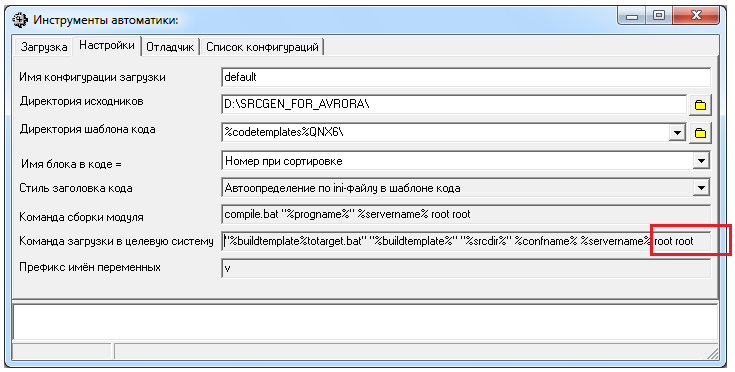 Инструменты автоматики:
Загрузка Настройки Отладчик Список конфигураций
Имя конфигурации загрузки default
Директория исходников D:\SRCGEN_FOR_AVRORA\
Директория шаблона кода %codetemplates%QNX6\
Имя блока в коде = Номер при сортировке
Стиль заголовка кода Автоопределение по ini-файлу в шаблоне кода
Команда сборки модуля compile.bat "%progname%" %servername% root root
Команда загрузки в целевую систему "%buildtemplate%totarget.bat" "%buildtemplate%" "%srcdir%" %confname% %servername% root root
Префикс имён переменных v